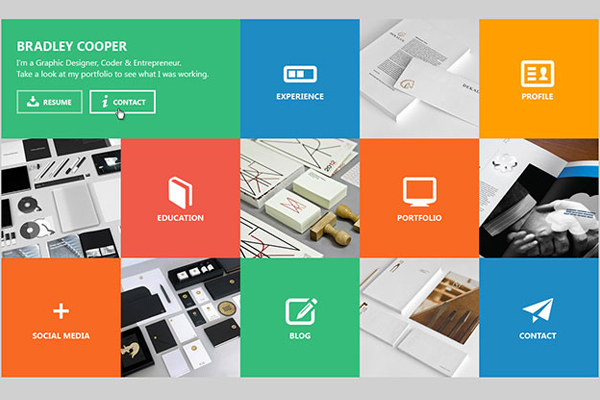 BRADLEY COOPER
I'm a Graphic Designer, Coder & Entrepreneur.
Take a look at my portfolio to see what I was working.
RESUME
CONTACT
EXPERIENCE
PROFILE
EDUCATION
2012
PORTFOLIO
SOCIAL MEDIA
BLOG
CONTACT